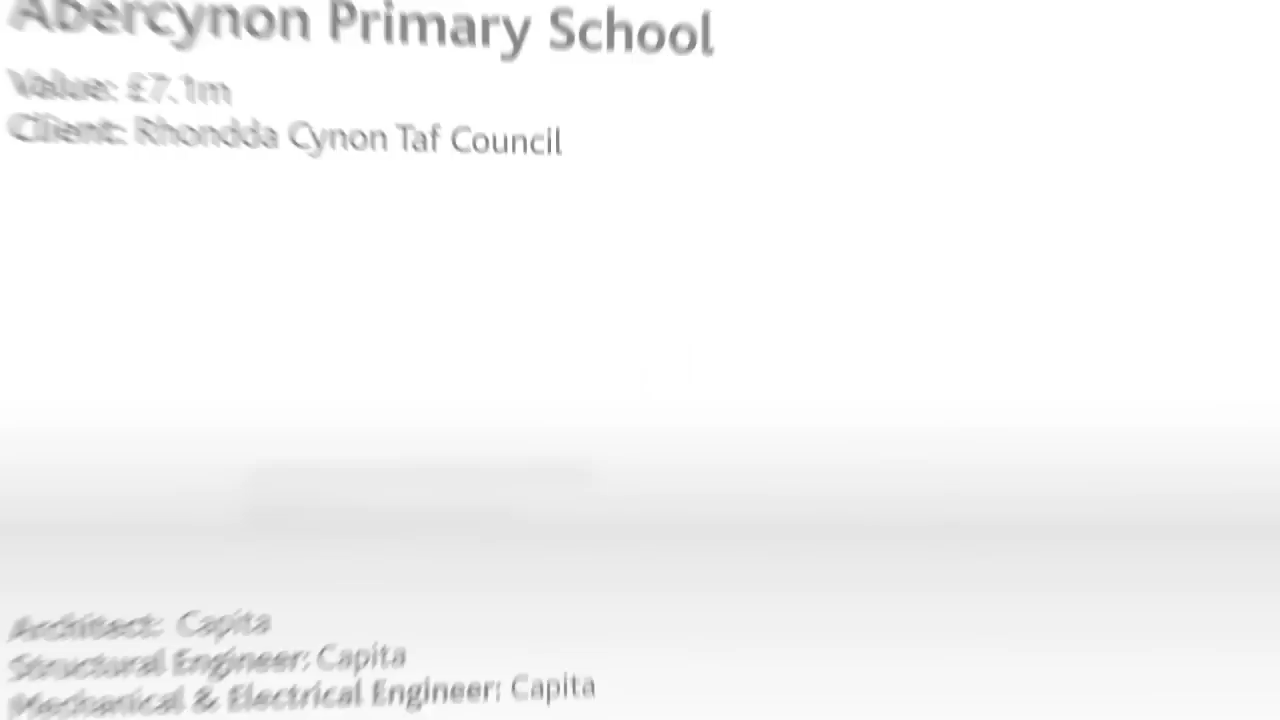 Abercynon Primary School
Value: £7.1m
Client: Rhondda Cynon Taf Council
Architect: Capita
Structural Engineer: Capita
Mechanical & Electrical Engineer: Capita